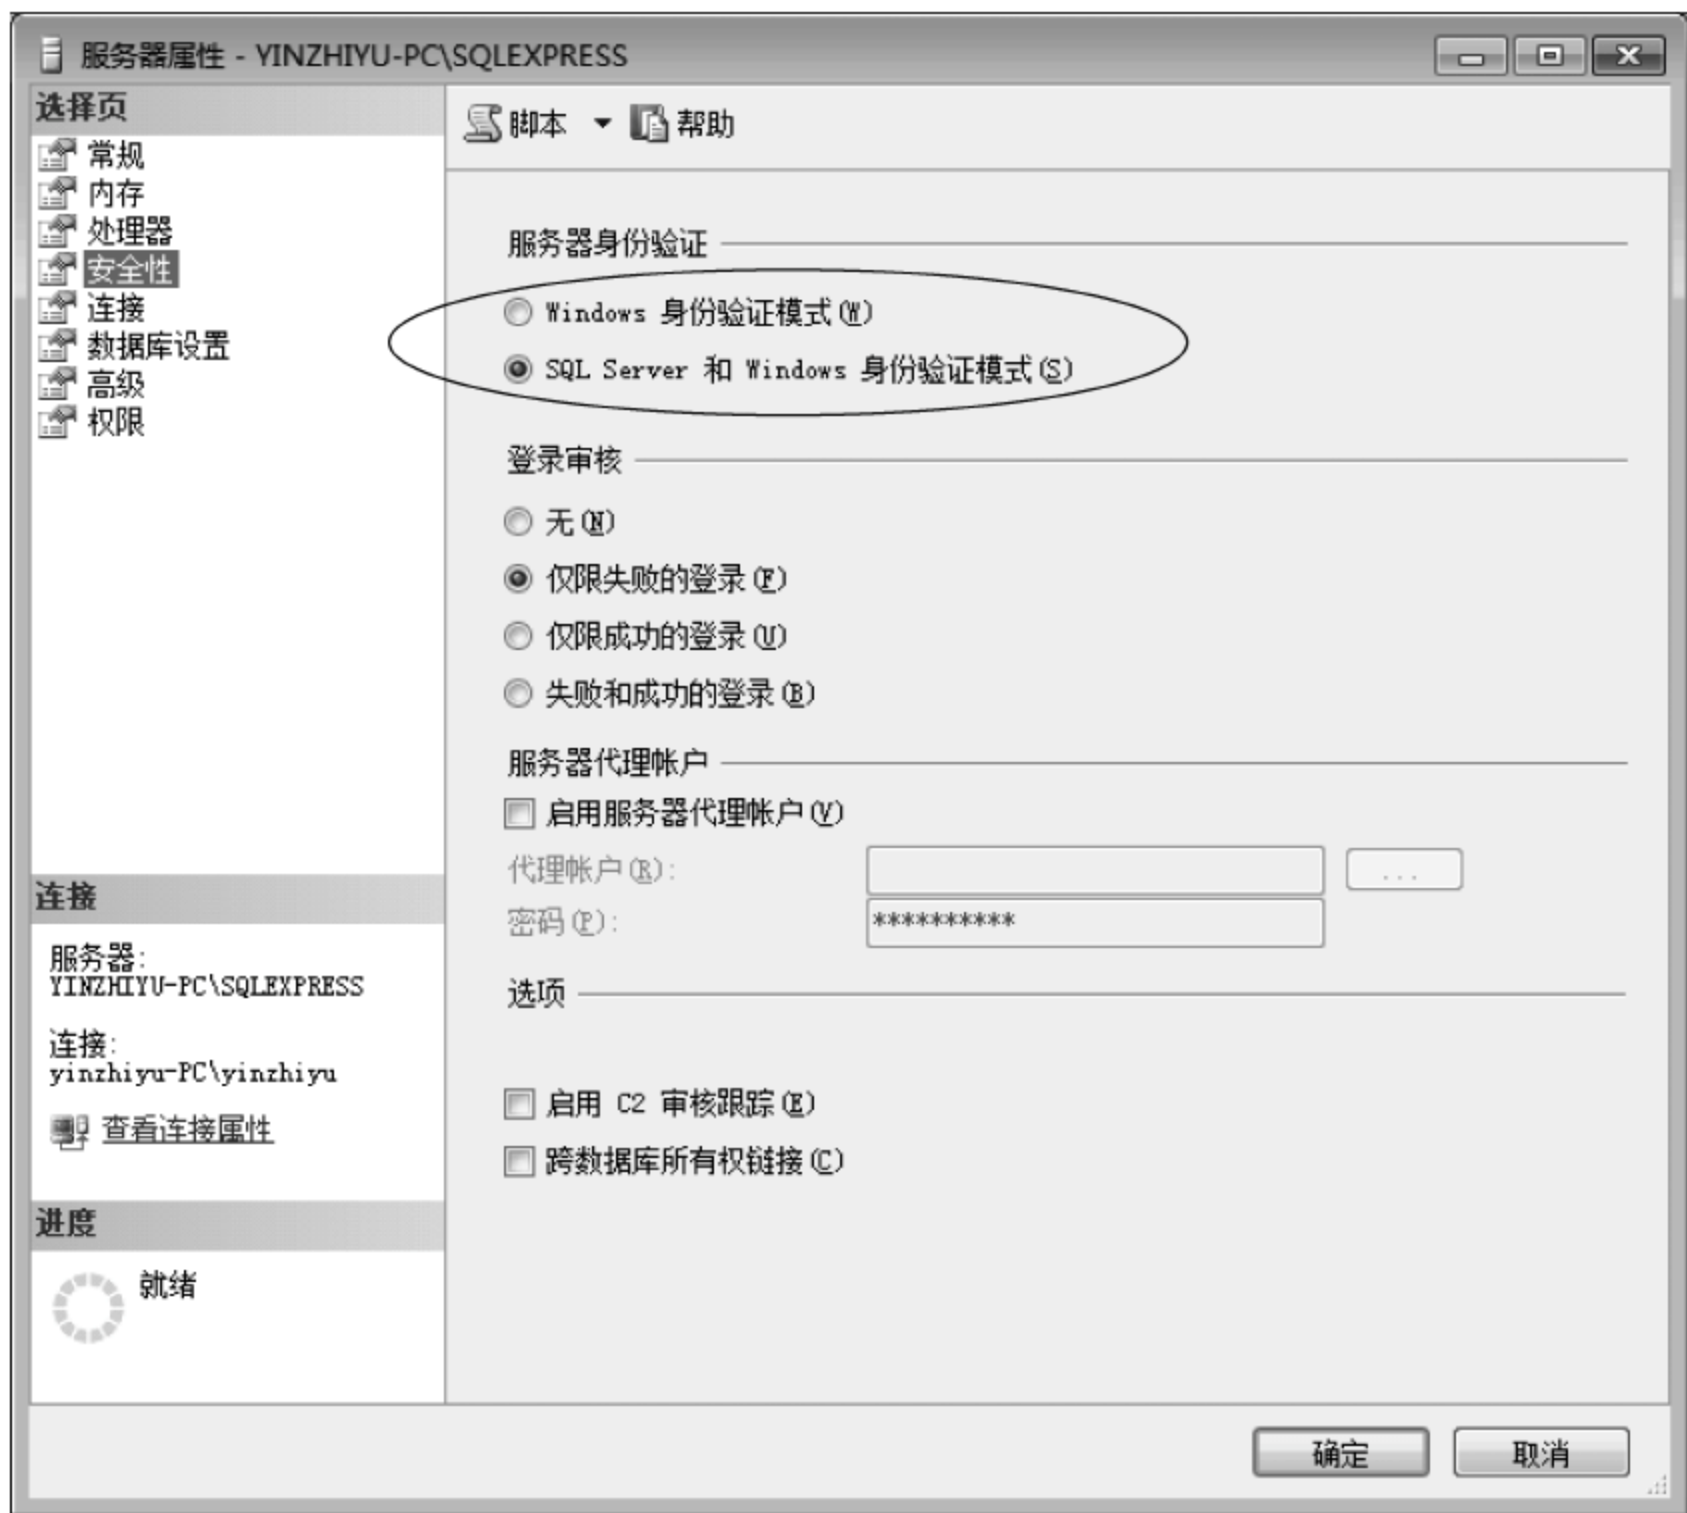 服务器属性 - YINZHIYU-PC\SQLEXPRESS
选择页
常规
内存
处理器
安全性
连接
数据库设置
高级
权限
连接
服务器:
YINZHIYU-PC\SQLEXPRESS
连接:
yinzhiyu-PC\yinzhiyu
查看连接属性
进度
就绪
脚本 帮助
服务器身份验证
Windows 身份验证模式(W)
SQL Server 和 Windows 身份验证模式(S)
登录审核
无(N)
仅限失败的登录(F)
仅限成功的登录(U)
失败和成功的登录(B)
服务器代理帐户
启用服务器代理帐户(V)
代理帐户(R): ...
密码(P): **********
选项
启用 C2 审核跟踪(E)
跨数据库所有权链接(C)
确定 取消